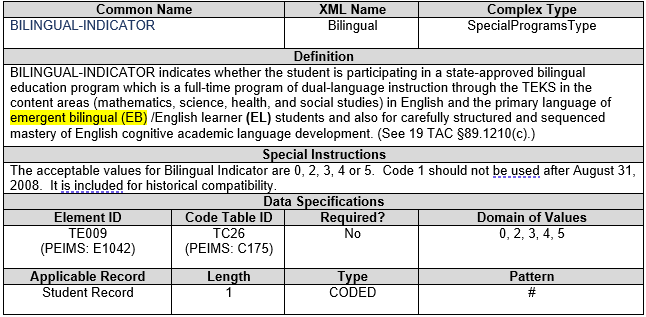 Common Name XML Name Complex Type
BILINGUAL-INDICATOR Bilingual SpecialProgramsType
Definition
BILINGUAL-INDICATOR indicates whether the student is participating in a state-approved bilingual
education program which is a full-time program of dual-language instruction through the TEKS in the
content areas (mathematics, science, health, and social studies) in English and the primary language of
emergent bilingual (EB) /English learner (EL) students and also for carefully structured and sequenced
mastery of English cognitive academic language development. (See 19 TAC §89.1210(c).)
Special Instructions
The acceptable values for Bilingual Indicator are 0, 2, 3, 4 or 5. Code 1 should not be used after August 31,
2008. It is included for historical compatibility.
Data Specifications
Element ID Code Table ID Required? Domain of Values
TE009 TC26 No 0, 2, 3, 4, 5
(PEIMS: E1042) (PEIMS: C175)
Applicable Record Length Type Pattern
Student Record 1 CODED #